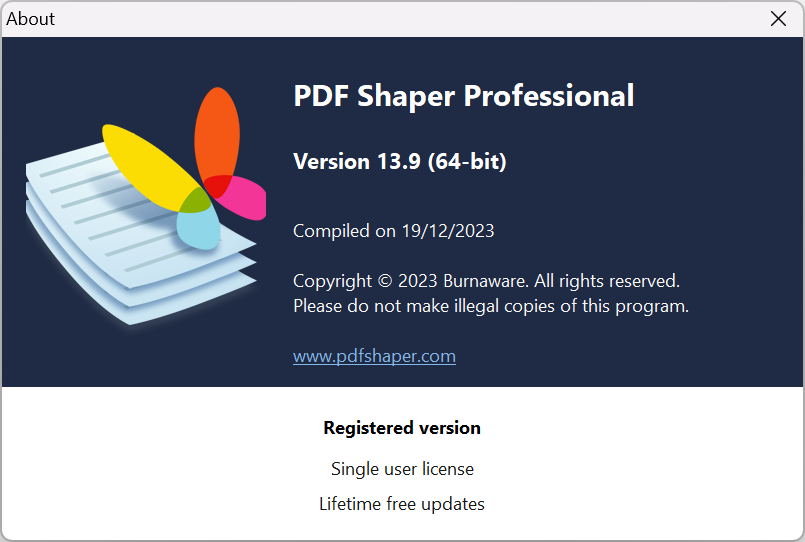 About
PDF Shaper Professional
Version 13.9 (64-bit)
Compiled on 19/12/2023
Copyright © 2023 Burnaware. All rights reserved.
Please do not make illegal copies of this program.
www.pdfshaper.com
Registered version
Single user license
Lifetime free updates